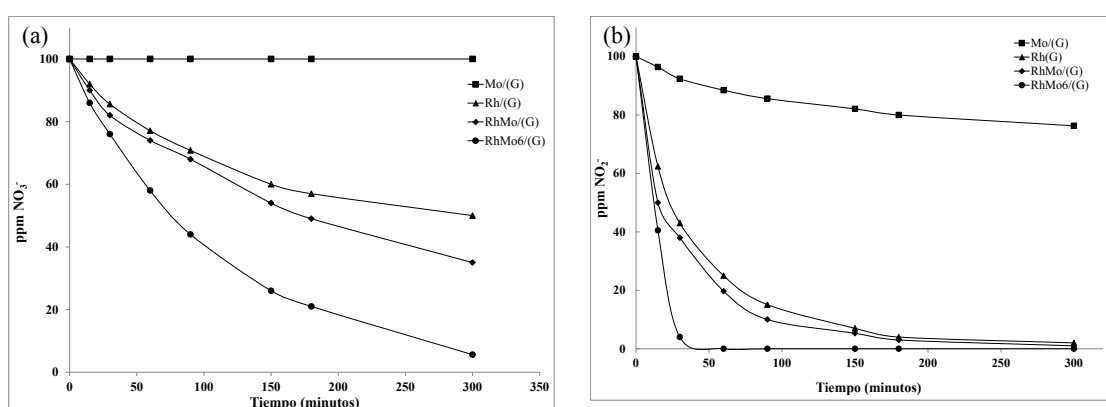 (a)
100
80
60
40
20
0
ppm NO3-
0 50 100 150 200 250 300 350
Tiempo (minutos)
Mo/(G)
Rh/(G)
RhMo/(G)
RhMo6/(G)
(b)
100
80
60
40
20
0
ppm NO2-
0 50 100 150 200 250 300
Tiempo (minutos)
Mo/(G)
Rh(G)
RhMo/(G)
RhMo6/(G)